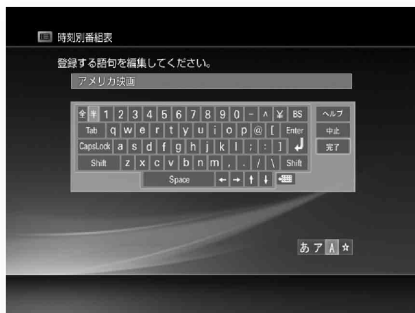 時刻別番組表
登録する語句を編集してください。
アメリカ映画
全 半 1 2 3 4 5 6 7 8 9 0 - ^ ¥ BS ヘルプ
Tab q w e r t y u i o p @ [ Enter 中止
CapsLock a s d f g h j k l ; : ] 完了
Shift z x c v b n m , . / \ Shift
Space ← → ↑ ↓
あ ア A ☆